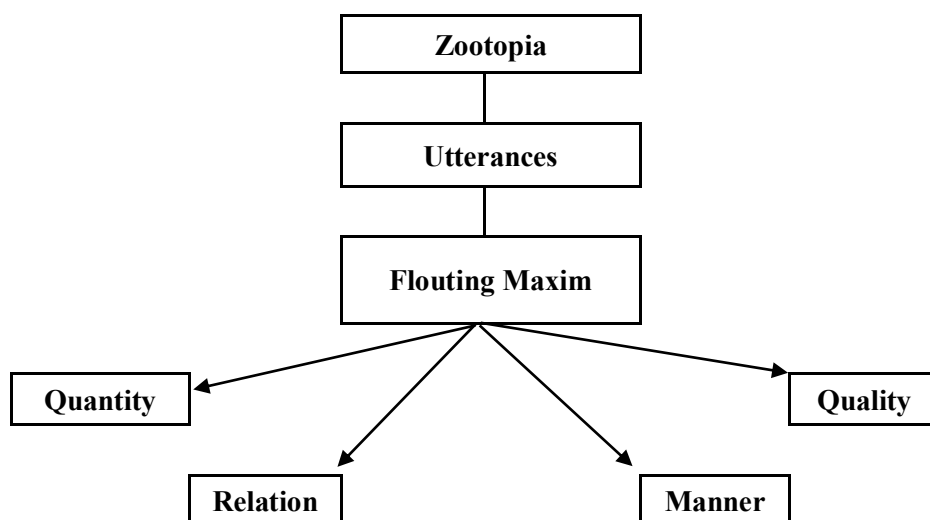 Zootopia
Utterances
Flouting Maxim
Quantity
Quality
Relation
Manner